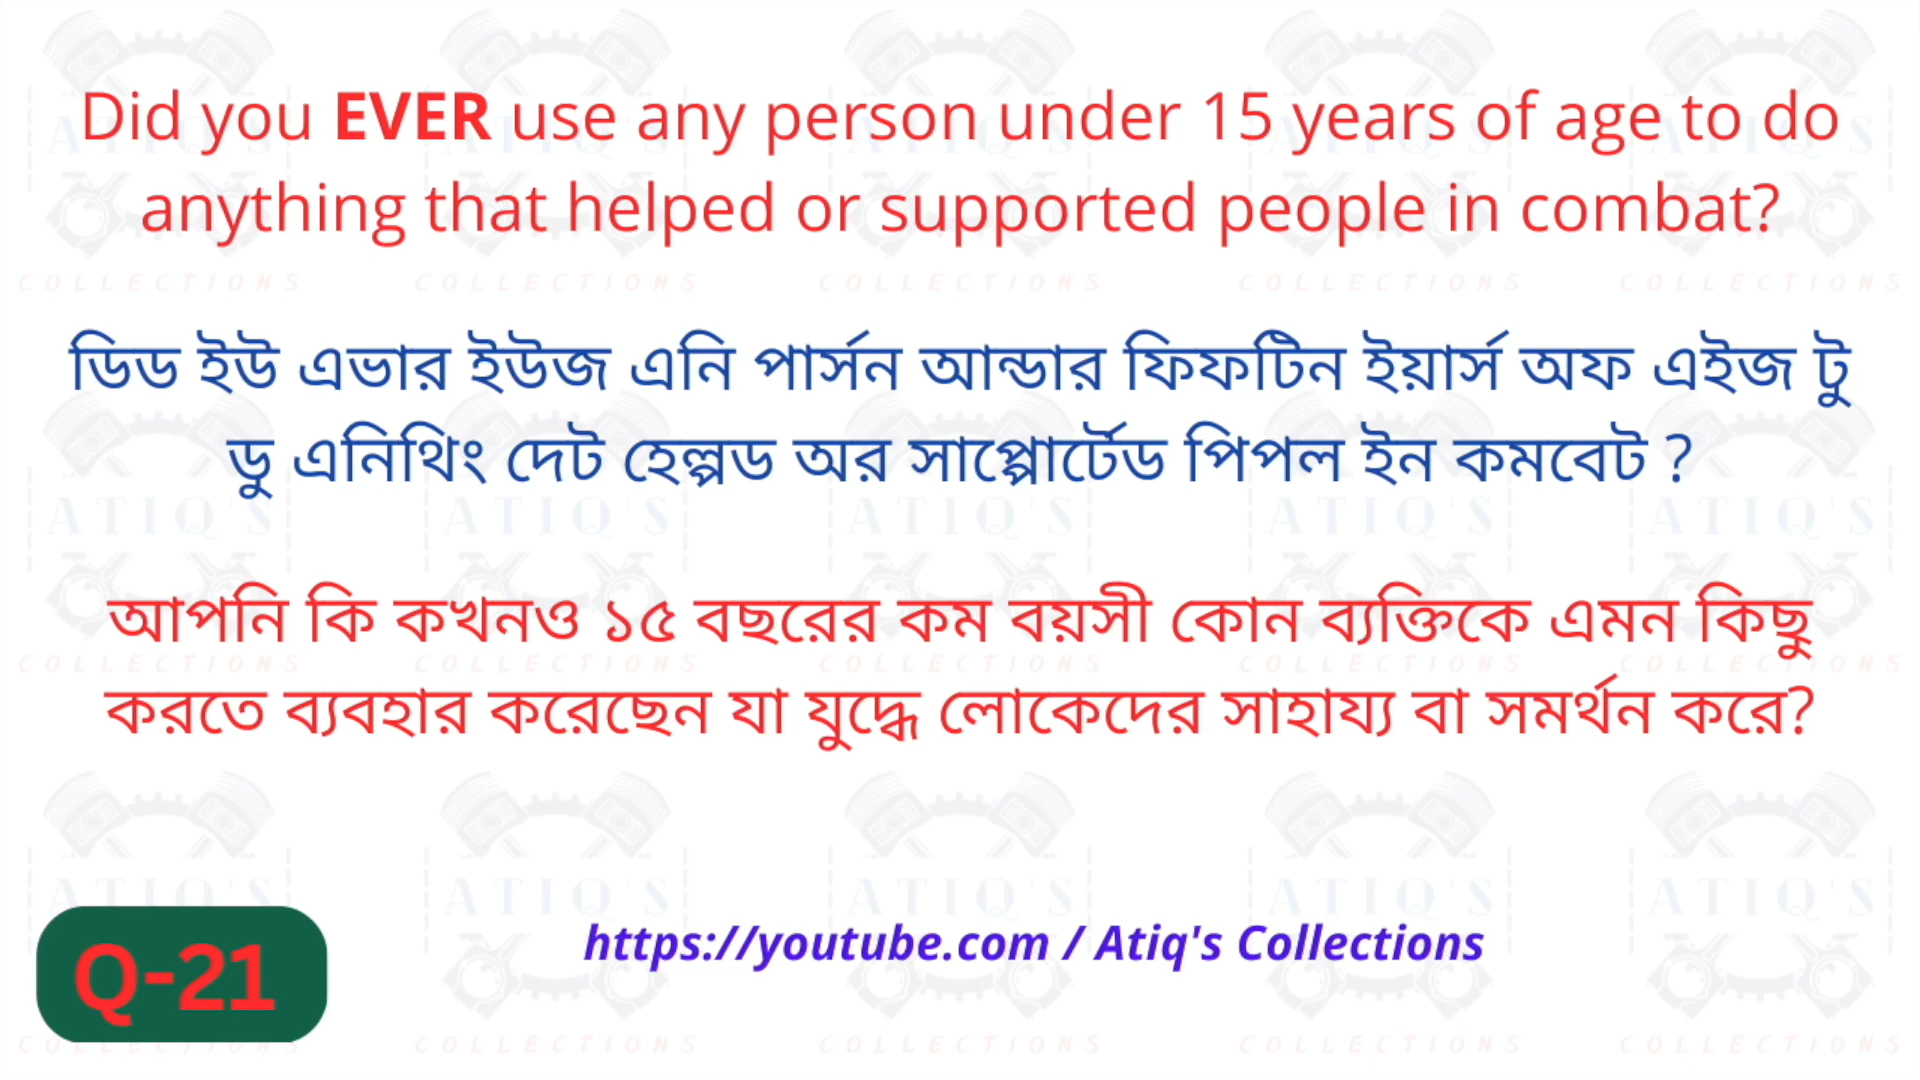 Did you EVER use any person under 15 years of age to do
anything that helped or supported people in combat?
ডিড ইউ এভার ইউজ এনি পার্সন আন্ডার ফিফটিন ইয়ার্স অফ এইজ টু
ডু এনিথিং দেট হেল্পড অর সাপ্পোর্টেড পিপল ইন কমবেট ?
আপনি কি কখনও ১৫ বছরের কম বয়সী কোন ব্যক্তিকে এমন কিছু
করতে ব্যবহার করেছেন যা যুদ্ধে লোকেদের সাহায্য বা সমর্থন করে?
Q-21
https://youtube.com / Atiq's Collections
ATIQ'S
COLLECTIONS